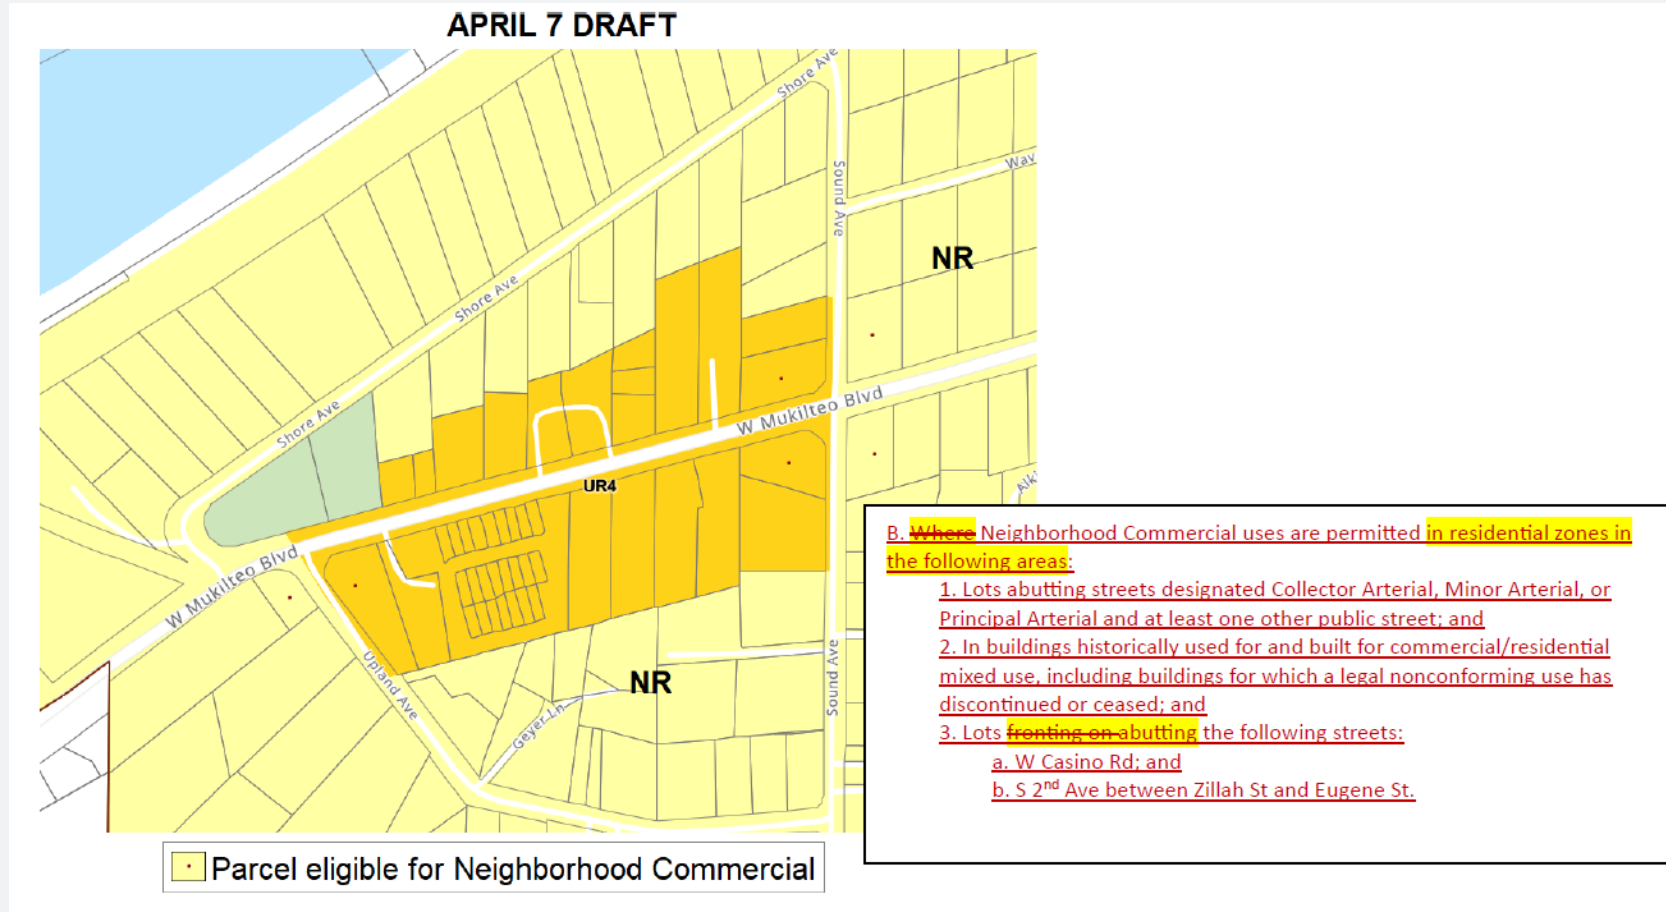 APRIL 7 DRAFT
Shore Ave
Wav
Sound Ave
NR
Shore Ave
W Mukilteo Blvd
Shore Ave
UR4
Alk
W Mukilteo Blvd
Upland Ave
NR
Sound Ave
Geyer Ln
Parcel eligible for Neighborhood Commercial
B. Where Neighborhood Commercial uses are permitted in residential zones in
the following areas:
1. Lots abutting streets designated Collector Arterial, Minor Arterial, or
Principal Arterial and at least one other public street; and
2. In buildings historically used for and built for commercial/residential
mixed use, including buildings for which a legal nonconforming use has
discontinued or ceased; and
3. Lots fronting on abutting the following streets:
a. W Casino Rd; and
b. S 2nd Ave between Zillah St and Eugene St.